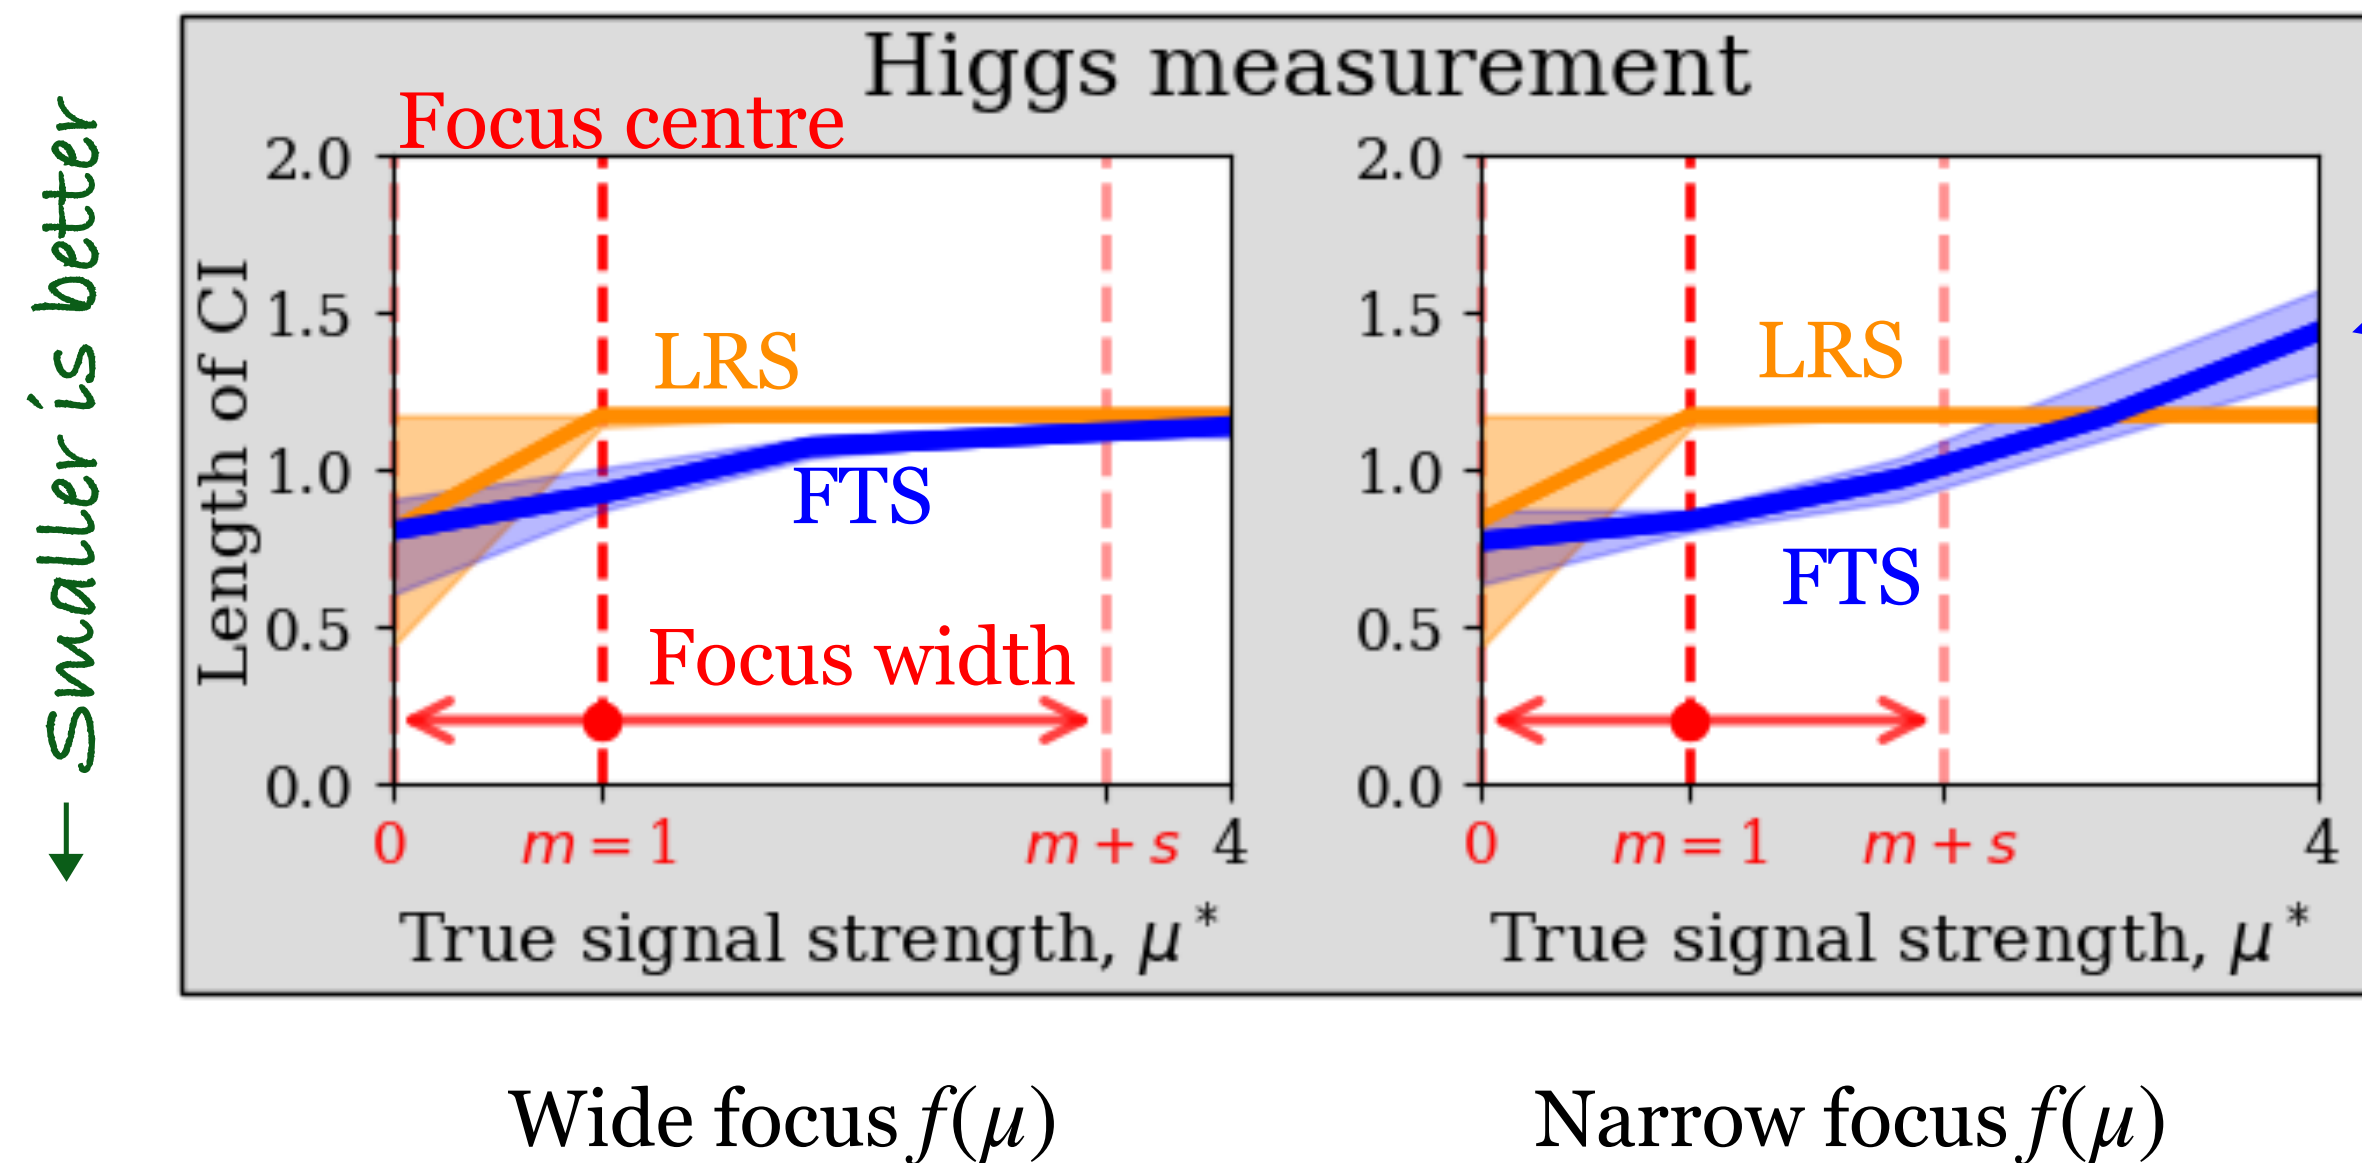 Higgs measurement
← Smaller is better
Focus centre
Length of CI
2.0
1.5
1.0
0.5
0.0
LRS
FTS
Focus width
0
m = 1
m + s
4
True signal strength, μ*
2.0
1.5
1.0
0.5
0.0
LRS
FTS
0
m = 1
m + s
4
True signal strength, μ*
Wide focus f(μ)
Narrow focus f(μ)